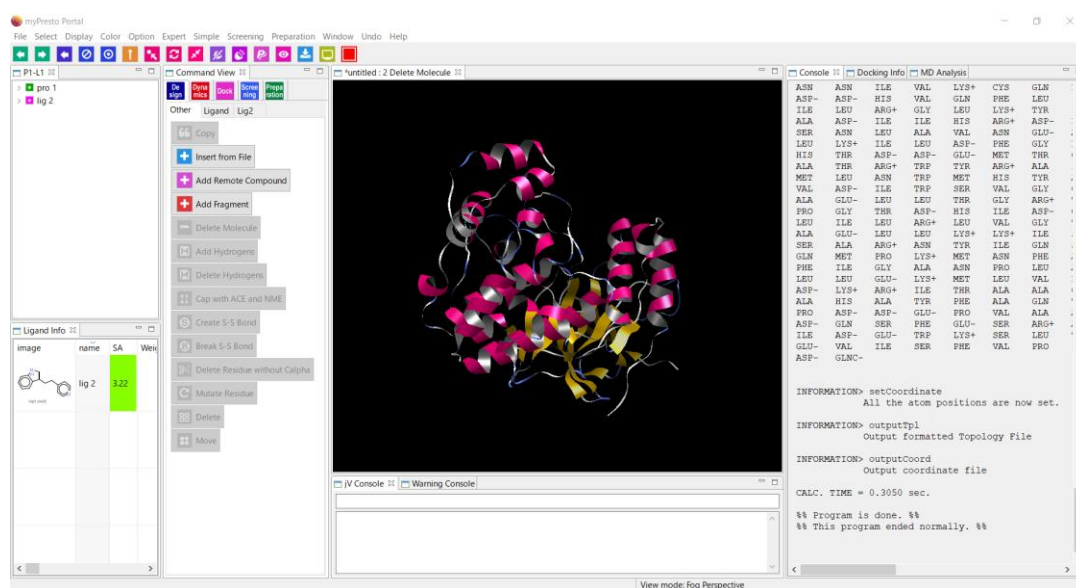 myPresto Portal
File Select Display Color Option Expert Simple Screening Preparation Window Undo Help
P1-L1
pro 1
lig 2
Ligand Info
image name SA
lig 2 3.22
Command View
De sign
Dyna mics
Dock
Scree ning
Prepa ration
Other Ligand Lig2
Copy
Insert from File
Add Remote Compound
Add Fragment
Delete Molecule
Add Hydrogens
Delete Hydrogens
Cap with ACE and NME
Create S-S Bond
Break S-S Bond
Delete Residue without Calpha
Mutate Residue
Delete
Move
*untitled : 2 Delete Molecule
jV Console Warning Console
Console Docking Info MD Analysis
ASN ASN ILE VAL LYS+ CYS GLN
ASP- ASP- HIS VAL GLN PHE LEU
ILE LEU ARG+ GLY LEU LYS+ TYR
ALA ASP- ILE ILE HIS ARG+ ASP-
SER ASN LEU ALA VAL ASN GLU-
LEU LYS+ ILE LEU ASP- PHE GLY
HIS THR ASP- ASP- GLU- MET THR
ALA THR ARG+ TRP TYR ARG+ ALA
MET LEU ASN TRP MET HIS TYR
VAL ASP- ILE TRP SER VAL GLY
ALA GLU- LEU LEU THR GLY ARG+
PRO GLY THR ASP- HIS ILE ASP-
LEU ILE LEU ARG+ LEU VAL GLY
ALA GLU- LEU LEU LYS+ LYS+ ILE
SER ALA ARG+ ASN TYR ILE GLN
GLN MET PRO LYS+ MET ASN PHE
PHE ILE GLY ALA ASN PRO LEU
LEU LEU GLU- LYS+ MET LEU VAL
ASP- LYS+ ARG+ ILE THR ALA ALA
ALA HIS ALA TYR PHE ALA GLN
PRO ASP- ASP- GLU- PRO VAL ALA
ASP- GLN SER PHE GLU- SER ARG+
ILE ASP- GLU- TRP LYS+ SER LEU
GLU- VAL ILE SER PHE VAL PRO
ASP- GLNC-
INFORMATION> setCoordinate
All the atom positions are now set.
INFORMATION> outputTpl
Output formatted Topology File
INFORMATION> outputCoord
Output coordinate file
CALC. TIME = 0.3050 sec.
%% Program is done. %%
%% This program ended normally. %%
View mode: Fog Perspective